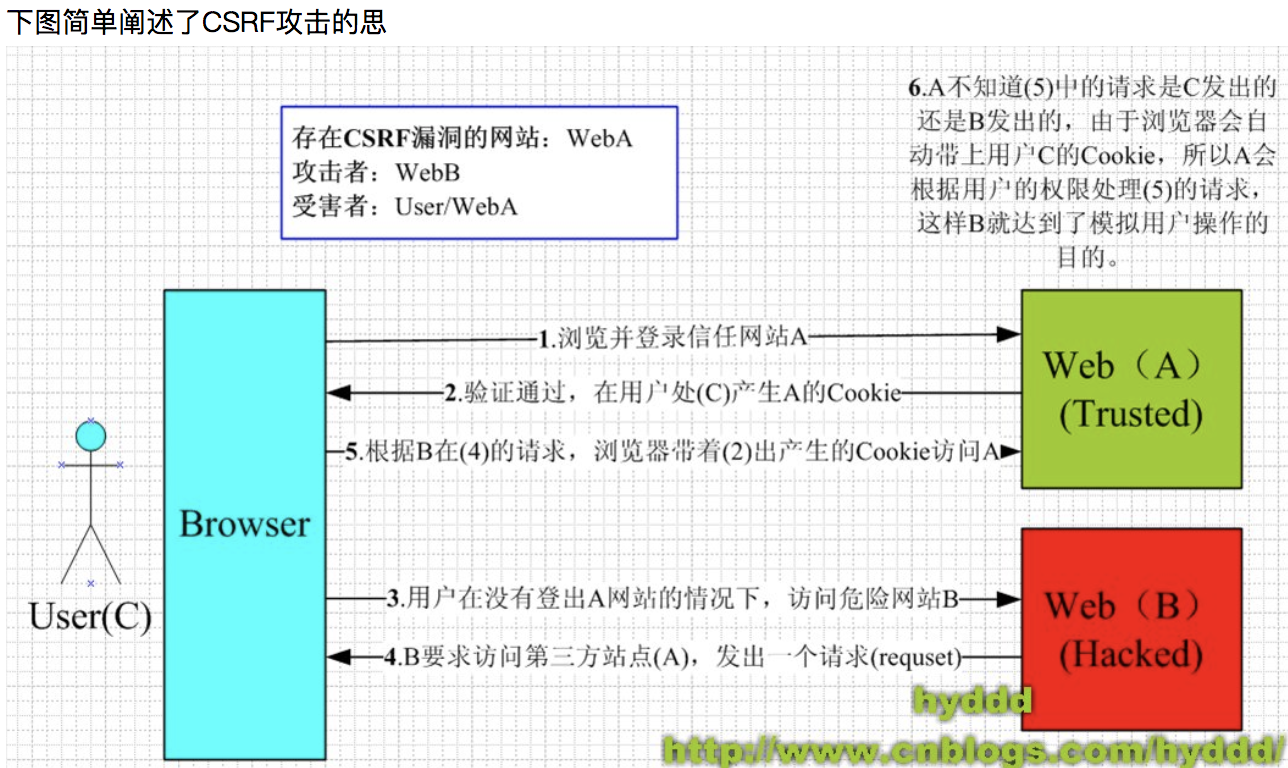 下图简单阐述了CSRF攻击的思
6.A不知道(5)中的请求是C发出的
还是B发出的，由于浏览器会自
动带上用户C的Cookie，所以A会
根据用户的权限处理(5)的请求，
这样B就达到了模拟用户操作的
目的。
存在CSRF漏洞的网站：WebA
攻击者：WebB
受害者：User/WebA
1.浏览并登录信任网站A
2.验证通过，在用户处(C)产生A的Cookie
5.根据B在(4)的请求，浏览器带着(2)出产生的Cookie访问A
Web（A）
(Trusted)
Browser
User(C)
3.用户在没有登出A网站的情况下，访问危险网站B
4.B要求访问第三方站点(A)，发出一个请求(requset)
Web（B）
(Hacked)
hyddd
http://www.cnblogs.com/hyddd/